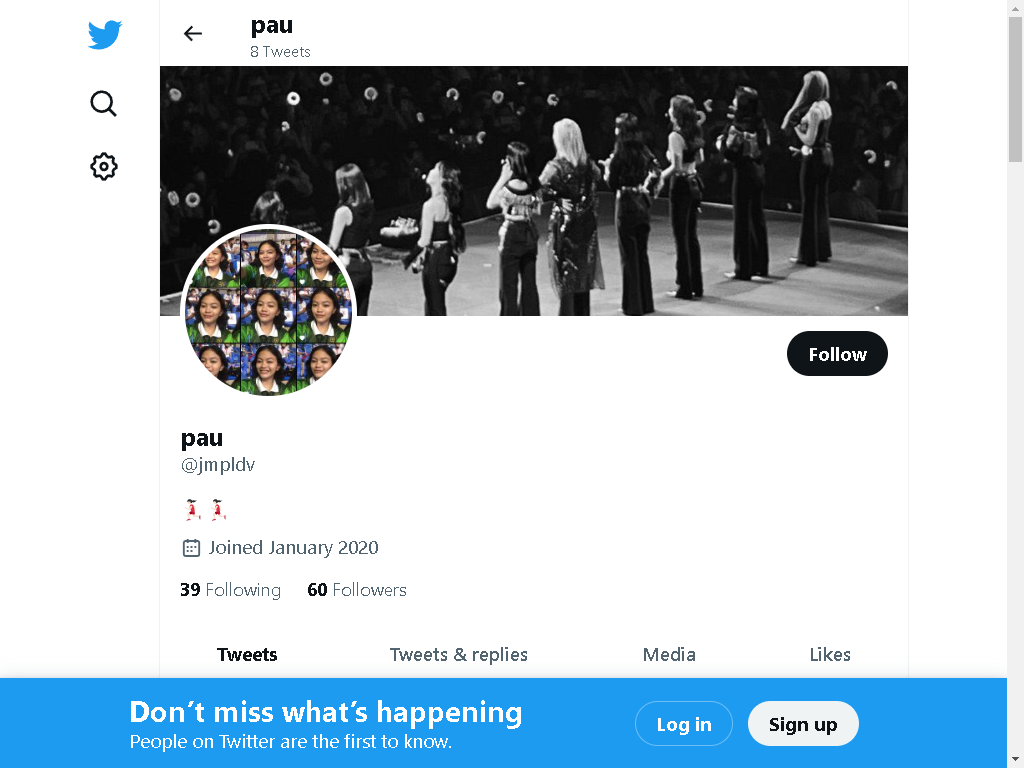 pau
8 Tweets
Follow
pau
@jmpldv
Joined January 2020
39 Following 60 Followers
Tweets Tweets & replies Media Likes
Don’t miss what’s happening
People on Twitter are the first to know.
Log in Sign up